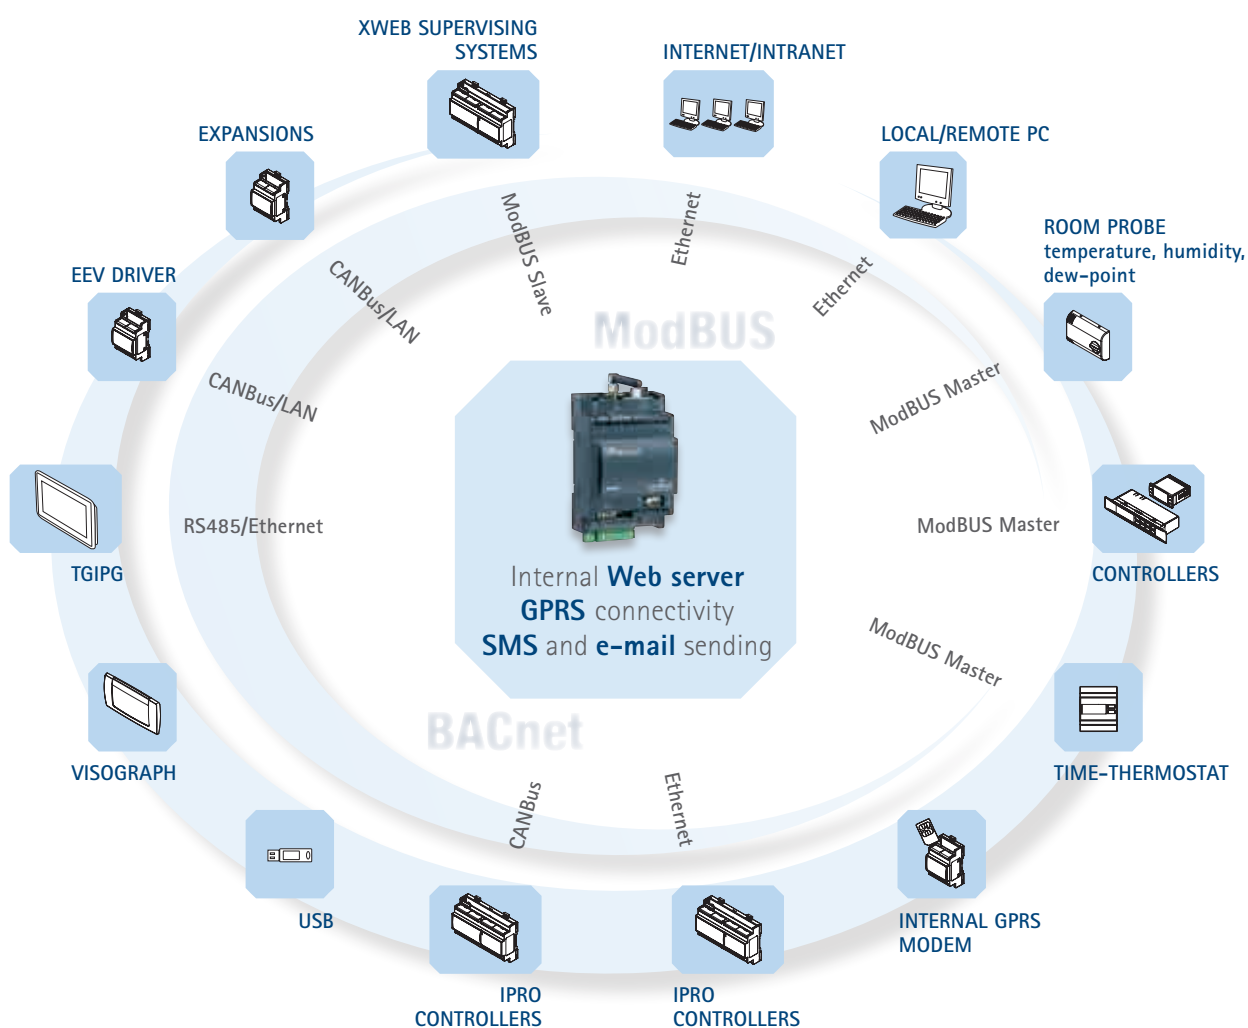 XWEB SUPERVISING
SYSTEMS
INTERNET/INTRANET
EXPANSIONS
LOCAL/REMOTE PC
ROOM PROBE
temperature, humidity,
dew-point
EEV DRIVER
ModBUS Slave
Ethernet
CANBus/LAN
Ethernet
ModBUS
CANBus/LAN
ModBUS Master
RS485/Ethernet
ModBUS Master
TGIPG
CONTROLLERS
Internal Web server
GPRS connectivity
SMS and e-mail sending
ModBUS Master
BACnet
VISOGRAPH
TIME-THERMOSTAT
CANBus
Ethernet
USB
INTERNAL GPRS
MODEM
IPRO
CONTROLLERS
IPRO
CONTROLLERS